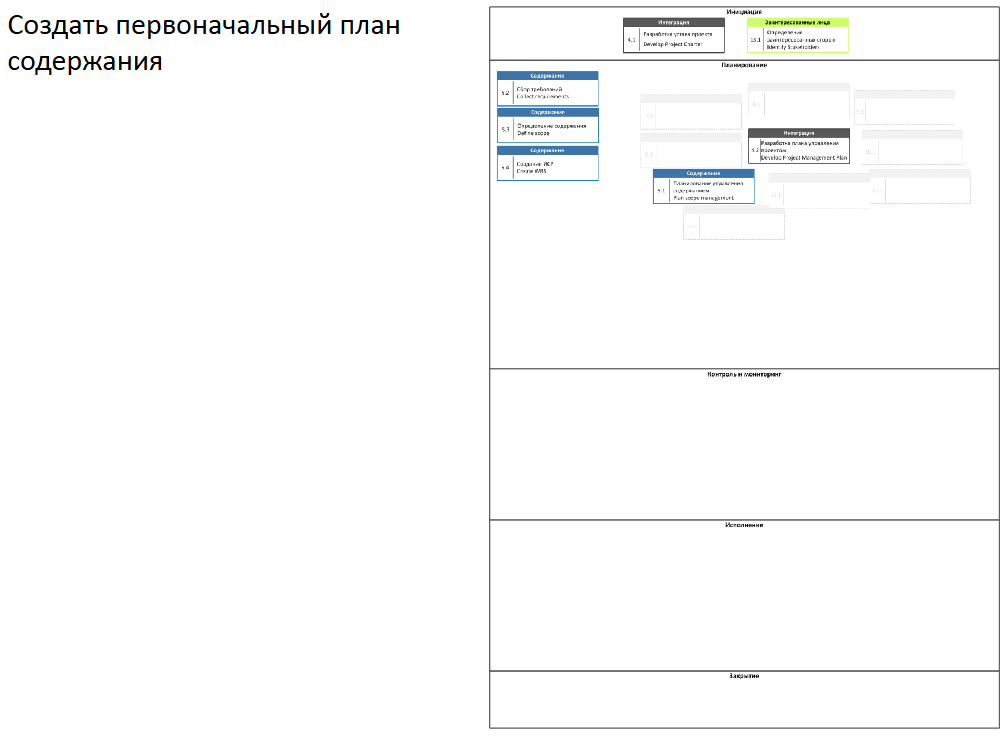 Создать первоначальный план
содержания
Инициация
Интеграция
4.1
Разработка устава проекта
Develop Project Charter
Заинтересованные лица
13.1
Определение
заинтересованных сторон
Identify Stakeholders
Планирование
Содержание
5.2
Сбор требований
Collect requirements
Содержание
5.3
Определение содержания
Define scope
Содержание
5.4
Создание ИСР
Create WBS
Интеграция
4.2
Разработка плана управления
проектом
Develop Project Management Plan
Содержание
5.1
Планирование управления
содержанием
Plan scope management
Контроль и мониторинг
Исполнение
Закрытие